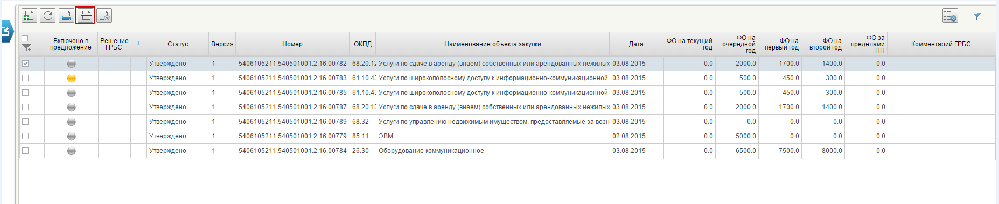 Включено в предложение Решение ГРБС ! Статус Версия Номер ОКПД Наименование объекта закупки Дата ФО на текущий год ФО на очередной год ФО на первый год ФО на второй год ФО за пределами ПП Комментарий ГРБС
Утверждено 1 5406105211.540501001.2.16.00782 68.20.12 Услуги по сдаче в аренду (внаем) собственных или арендованных нежилых 03.08.2015 0.0 2000.0 1700.0 1400.0 0.0
Утверждено 1 5406105211.540501001.2.16.00783 61.10.43 Услуги по широкополосному доступу к информационно-коммуникационной 03.08.2015 0.0 500.0 450.0 300.0 0.0
Утверждено 1 5406105211.540501001.2.16.00785 61.10.43 Услуги по широкополосному доступу к информационно-коммуникационной 03.08.2015 0.0 500.0 450.0 300.0 0.0
Утверждено 1 5406105211.540501001.2.16.00787 68.20.12 Услуги по сдаче в аренду (внаем) собственных или арендованных нежилых 03.08.2015 0.0 2000.0 1700.0 1400.0 0.0
Утверждено 1 5406105211.540501001.2.16.00789 68.32 Услуги по управлению недвижимым имуществом, предоставляемые за возн 03.08.2015 0.0 0.0 0.0 0.0 0.0
Утверждено 1 5406105211.540501001.2.16.00779 85.11 ЭВМ 02.08.2015 0.0 5000.0 0.0 0.0 0.0
Утверждено 1 5406105211.540501001.2.16.00784 26.30 Оборудование коммуникационное 03.08.2015 0.0 6500.0 7500.0 8000.0 0.0